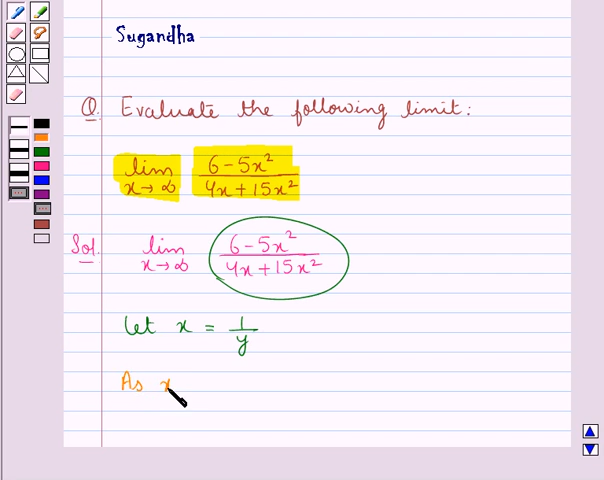 Sugandha
Q. Evaluate the following limit:
lim x→∞ (6-5x²)/(4x+15x²)
Sol. lim x→∞ (6-5x²)/(4x+15x²)
Let x = 1/y
As x